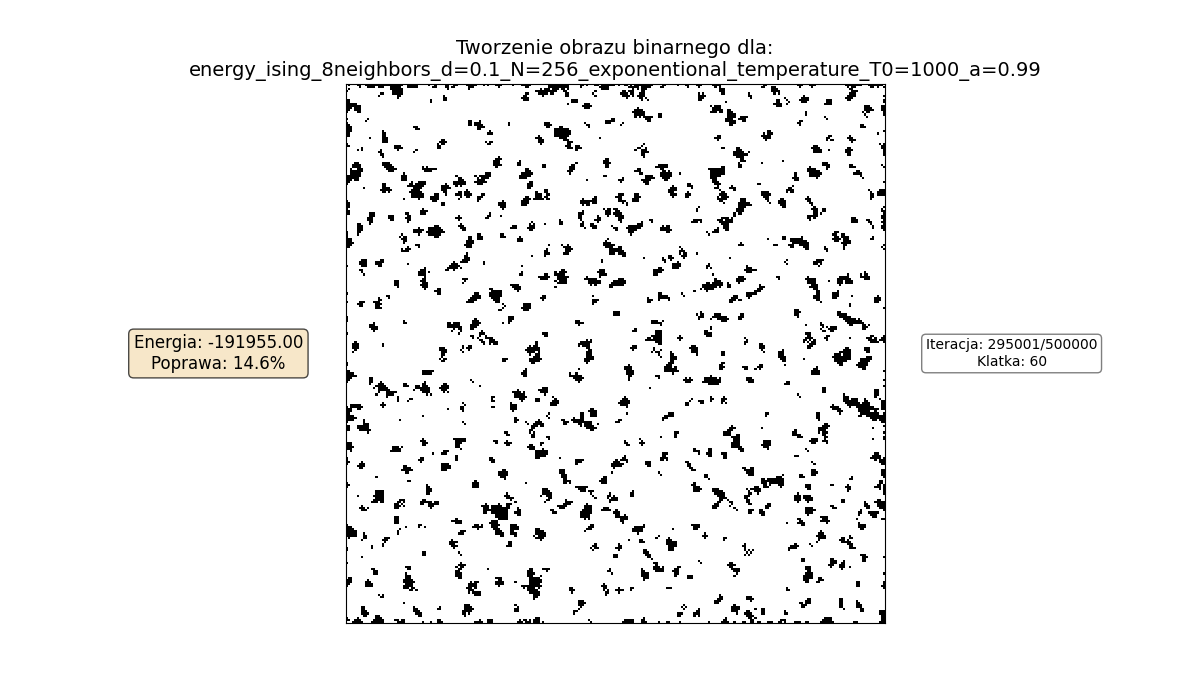 Tworzenie obrazu binarnego dla:
energy_ising_8neighbors_d=0.1_N=256_exponentional_temperature_T0=1000_a=0.99
Energia: -191955.00
Poprawa: 14.6%
Iteracja: 295001/500000
Klatka: 60